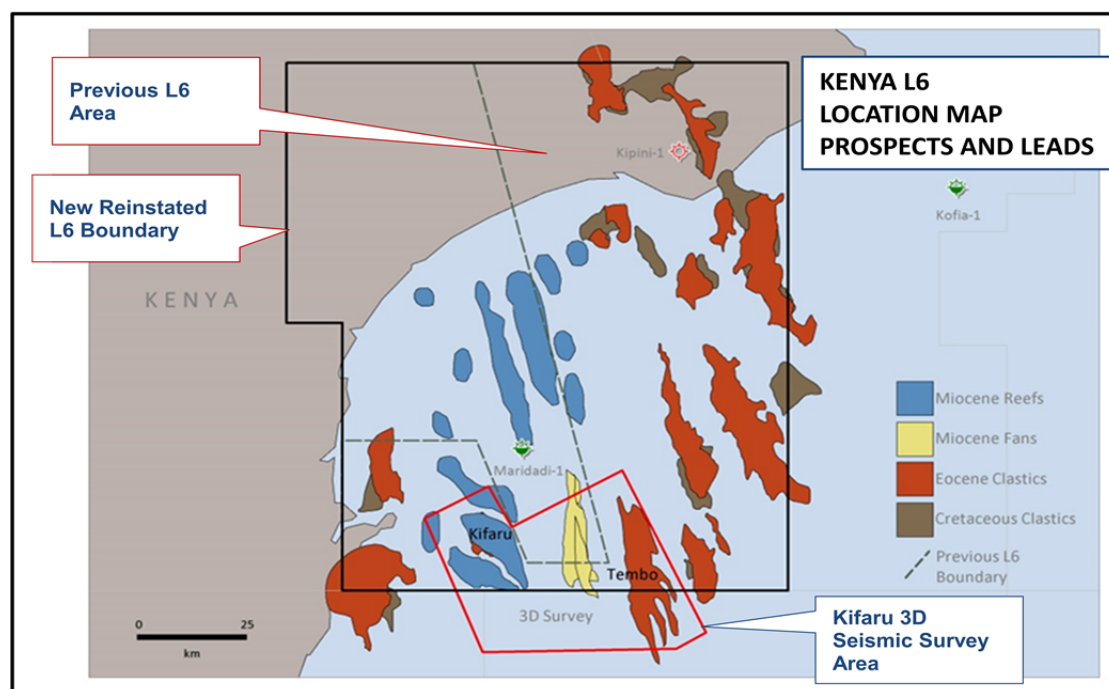 Previous L6
Area
KENYA L6
LOCATION MAP
PROSPECTS AND LEADS
Kipini-1
Kofia-1
New Reinstated
L6 Boundary
KENYA
Miocene Reefs
Miocene Fans
Eocene Clastics
Cretaceous Clastics
Previous L6
Boundary
Maridadi-1
Kifaru
Tembo
3D Survey
0
25
km
Kifaru 3D
Seismic Survey
Area